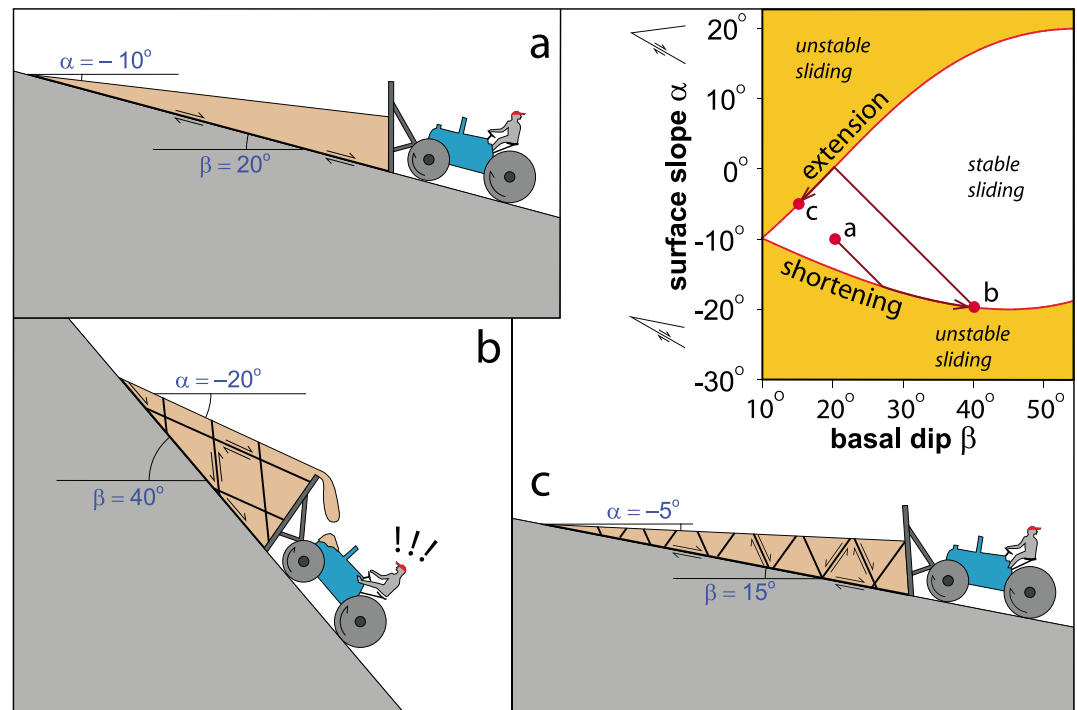 a
α = – 10°
β = 20°
b
α = –20°
β = 40°
!!!
c
α = –5°
β = 15°
surface slope α
20°
10°
0°
-10°
-20°
-30°
10°
20°
30°
40°
50°
basal dip β
unstable
sliding
extension
stable
sliding
c
a
b
shortening
unstable
sliding